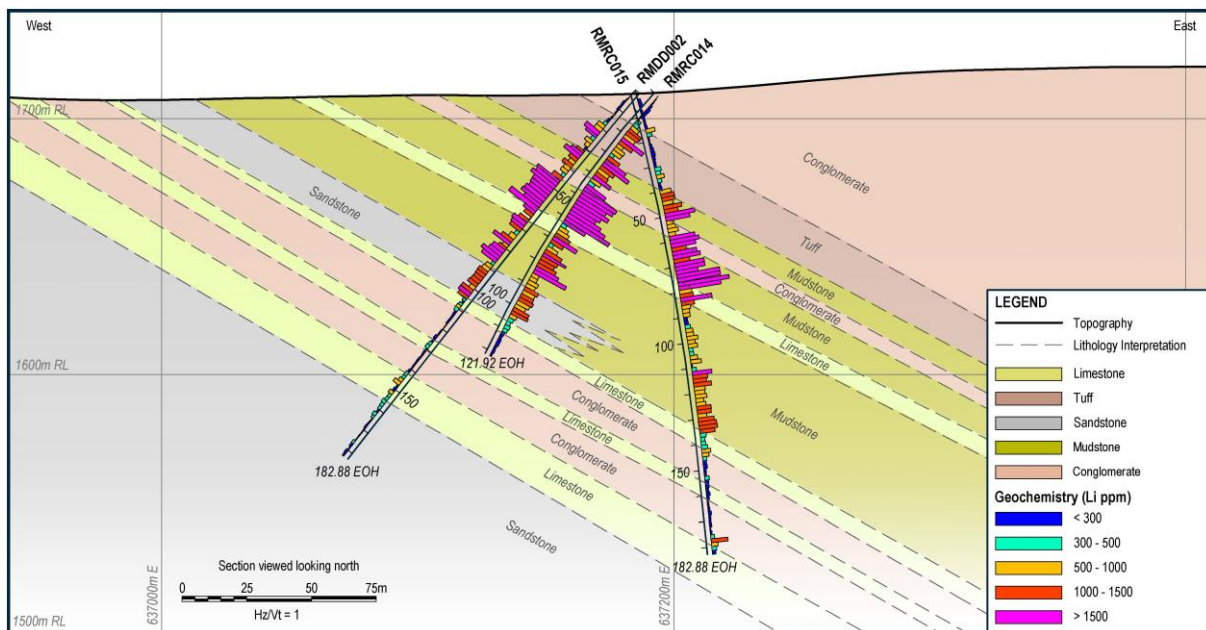 West
East
RMRC015
RMDD002
RMRC014
1700m RL
Conglomerate
Sandstone
Tuff
Mudstone
Conglomerate
Mudstone
Limestone
Mudstone
50
50
100
100
100
150
150
1600m RL
121.92 EOH
182.88 EOH
182.88 EOH
Limestone
Conglomerate
Limestone
Conglomerate
Limestone
Sandstone
Section viewed looking north
0 25 50 75m
Hz/Vt = 1
637000m E
637200m E
1500m RL
LEGEND
Topography
Lithology Interpretation
Limestone
Tuff
Sandstone
Mudstone
Conglomerate
Geochemistry (Li ppm)
< 300
300 - 500
500 - 1000
1000 - 1500
> 1500